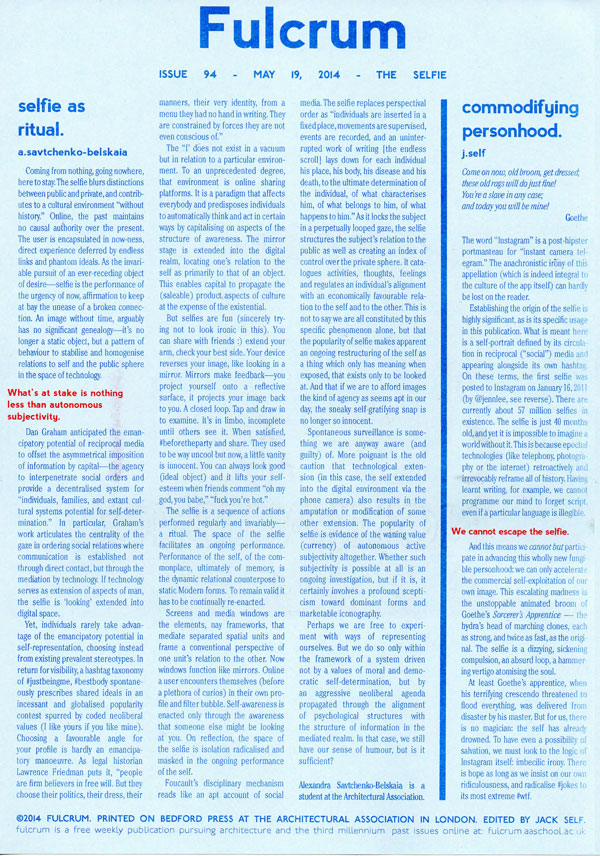 Fulcrum
ISSUE 94 - MAY 19, 2014 - THE SELFIE
selfie as
ritual.
a.savtchenko-belskaia
Coming from nothing, going nowhere,
here to stay. The selfie blurs distinctions
between public and private, and contrib-
utes to a cultural environment "without
history." Online, the past maintains
no causal authority over the present.
The user is encapsulated in now-ness,
direct experience deferred by endless
links and phantom ideals. As the invari-
able pursuit of an ever-receding object
of desire—selfie is the performance of
the urgency of now, affirmation to keep
at bay the unease of a broken connec-
tion. An image without time, arguably
has no significant genealogy—it's no
longer a static object, but a pattern of
behaviour to stabilise and homogenise
relations to self and the public sphere
in the space of technology.
What's at stake is nothing
less than autonomous
subjectivity.
Dan Graham anticipated the eman-
cipatory potential of reciprocal media
to offset the asymmetrical imposition
of information by capital—the agency
to interpenetrate social orders and
provide a decentralised system for
"individuals, families, and extant cul-
tural systems potential for self-deter-
mination." In particular, Graham's
work articulates the centrality of the
gaze in ordering social relations where
communication is established not
through direct contact, but through the
mediation by technology. If technology
serves as extension of aspects of man,
the selfie is 'looking' extended into
digital space.
Yet, individuals rarely take advan-
tage of the emancipatory potential in
self-representation, choosing instead
from existing prevalent stereotypes. In
return for visibility, a hashtag taxonomy
of #justbeingme, #bestbody spontane-
ously prescribes shared ideals in an
incessant and globalised popularity
contest spurred by coded neoliberal
values (I like yours if you like mine).
Choosing a favourable angle for
your profile is hardly an emancipa-
tory manoeuvre. As legal historian
Lawrence Friedman puts it, "people
are firm believers in free will. But they
choose their politics, their dress, their
manners, their very identity, from a
menu they had no hand in writing. They
are constrained by forces they are not
even conscious of."
The "I" does not exist in a vacuum
but in relation to a particular environ-
ment. To an unprecedented degree,
that environment is online sharing
platforms. It is a paradigm that affects
everybody and predisposes individuals
to automatically think and act in certain
ways by capitalising on aspects of the
structure of awareness. The mirror
stage is extended into the digital
realm, locating one's relation to the
self as primarily to that of an object.
This enables capital to propagate the
(saleable) product aspects of culture
at the expense of the existential.
But selfies are fun (sincerely try-
ing not to look ironic in this). You
can share with friends :) extend your
arm, check your best side. Your device
reverses your image, like looking in a
mirror. Mirrors make feedback—you
project yourself onto a reflective
surface, it projects your image back
to you. A closed loop. Tap and draw in
to examine. It's in limbo, incomplete
until others see it. When satisfied,
#beforetheparty and share. They used
to be way uncool but now, a little vanity
is innocent. You can always look good
(ideal object) and it lifts your self-
esteem when friends comment "oh my
god, you babe," "fuck you're hot."
The selfie is a sequence of actions
performed regularly and invariably—
a ritual. The space of the selfie
facilitates an ongoing performance.
Performance of the self, of the com-
monplace, ultimately of memory, is
the dynamic relational counterpose to
static Modern forms. To remain valid it
has to be continually re-enacted.
Screens and media windows are
the elements, nay frameworks, that
mediate separated spatial units and
frame a conventional perspective of
one unit's relation to the other. Now
windows function like mirrors. Online
a user encounters themselves (before
a plethora of curios) in their own pro-
file and filter bubble. Self-awareness is
enacted only through the awareness
that someone else might be looking
at you. On reflection, the space of
the selfie is isolation radicalised and
masked in the ongoing performance
of the self.
Foucault's disciplinary mechanism
reads like an apt account of social
media. The selfie replaces perspectival
order as "individuals are inserted in a
fixed place, movements are supervised,
events are recorded, and an uninter-
rupted work of writing [the endless
scroll] lays down for each individual
his place, his body, his disease and his
death, to the ultimate determination of
the individual, of what characterises
him, of what belongs to him, of what
happens to him." As it locks the subject
in a perpetually looped gaze, the selfie
structures the subject's relation to the
public as well as creating an index of
control over the private sphere. It cata-
logues activities, thoughts, feelings
and regulates an individual's alignment
with an economically favourable rela-
tion to the self and to the other. This is
not to say we are all constituted by this
specific phenomenon alone, but that
the popularity of selfie makes apparent
an ongoing restructuring of the self as
a thing which only has meaning when
exposed, that exists only to be looked
at. And that if we are to afford images
the kind of agency as seems apt in our
day, the sneaky self-gratifying snap is
no longer so innocent.
Spontaneous surveillance is some-
thing we are anyway aware (and
guilty) of. More poignant is the old
caution that technological exten-
sion (in this case, the self extended
into the digital environment via the
phone camera) also results in the
amputation or modification of some
other extension. The popularity of
selfie is evidence of the waning value
(currency) of autonomous active
subjectivity altogether. Whether such
subjectivity is possible at all is an
ongoing investigation, but if it is, it
certainly involves a profound scepti-
cism toward dominant forms and
marketable iconography.
Perhaps we are free to experi-
ment with ways of representing
ourselves. But we do so only within
the framework of a system driven
not by a values of moral and demo-
cratic self-determination, but by
an aggressive neoliberal agenda
propagated through the alignment
of psychological structures with
the structure of information in the
mediated realm. In that case, we still
have our sense of humour, but is it
sufficient?
Alexandra Savtchenko-Belskaia is a
student at the Architectural Association.
commodifying
personhood.
j.self
Come on now, old broom, get dressed;
these old rags will do just fine!
You're a slave in any case;
and today you will be mine!
Goethe
The word "Instagram" is a post-hipster
portmanteau for "instant camera tel-
egram." The anachronistic irony of this
appellation (which is indeed integral to
the culture of the app itself) can hardly
be lost on the reader.
Establishing the origin of the selfie is
highly significant, as is its specific usage
in this publication. What is meant here
is a self-portrait defined by its circula-
tion in reciprocal ("social") media and
appearing alongside its own hashtag.
On these terms, the first selfie was
posted to Instagram on January 16, 2011
(by @jennlee, see reverse). There are
currently about 57 million selfies in
existence. The selfie is just 40 months
old, and yet it is impossible to imagine a
world without it. This is because epochal
technologies (like telephony, photogra-
phy or the internet) retroactively and
irrevocably reframe all of history. Having
learnt writing, for example, we cannot
programme our mind to forget script,
even if a particular language is illegible.
We cannot escape the selfie.
And this means we cannot but partici-
pate in advancing this wholly new fungi-
ble personhood: we can only accelerate
the commercial self-exploitation of our
own image. This escalading madness is
the unstoppable animated broom of
Goethe's Sorcerer's Apprentice — the
hydra's head of marching clones, each
as strong, and twice as fast, as the origi-
nal. The selfie is a dizzying, sickening
compulsion, an absurd loop, a hammer-
ing vertigo atomising the soul.
At least Goethe's apprentice, when
his terrifying crescendo threatened to
flood everything, was delivered from
disaster by his master. But for us, there
is no magician: the self has already
drowned. To have even a possibility of
salvation, we must look to the logic of
Instagram itself: imbecilic irony. There
is hope as long as we insist on our own
ridiculousness, and radicalise #jokes to
its most extreme #wtf.
©2014 FULCRUM. PRINTED ON BEDFORD PRESS AT THE ARCHITECTURAL ASSOCIATION IN LONDON. EDITED BY JACK SELF.
fulcrum is a free weekly publication pursuing architecture and the third millennium past issues online at: fulcrum.aaschool.ac.uk